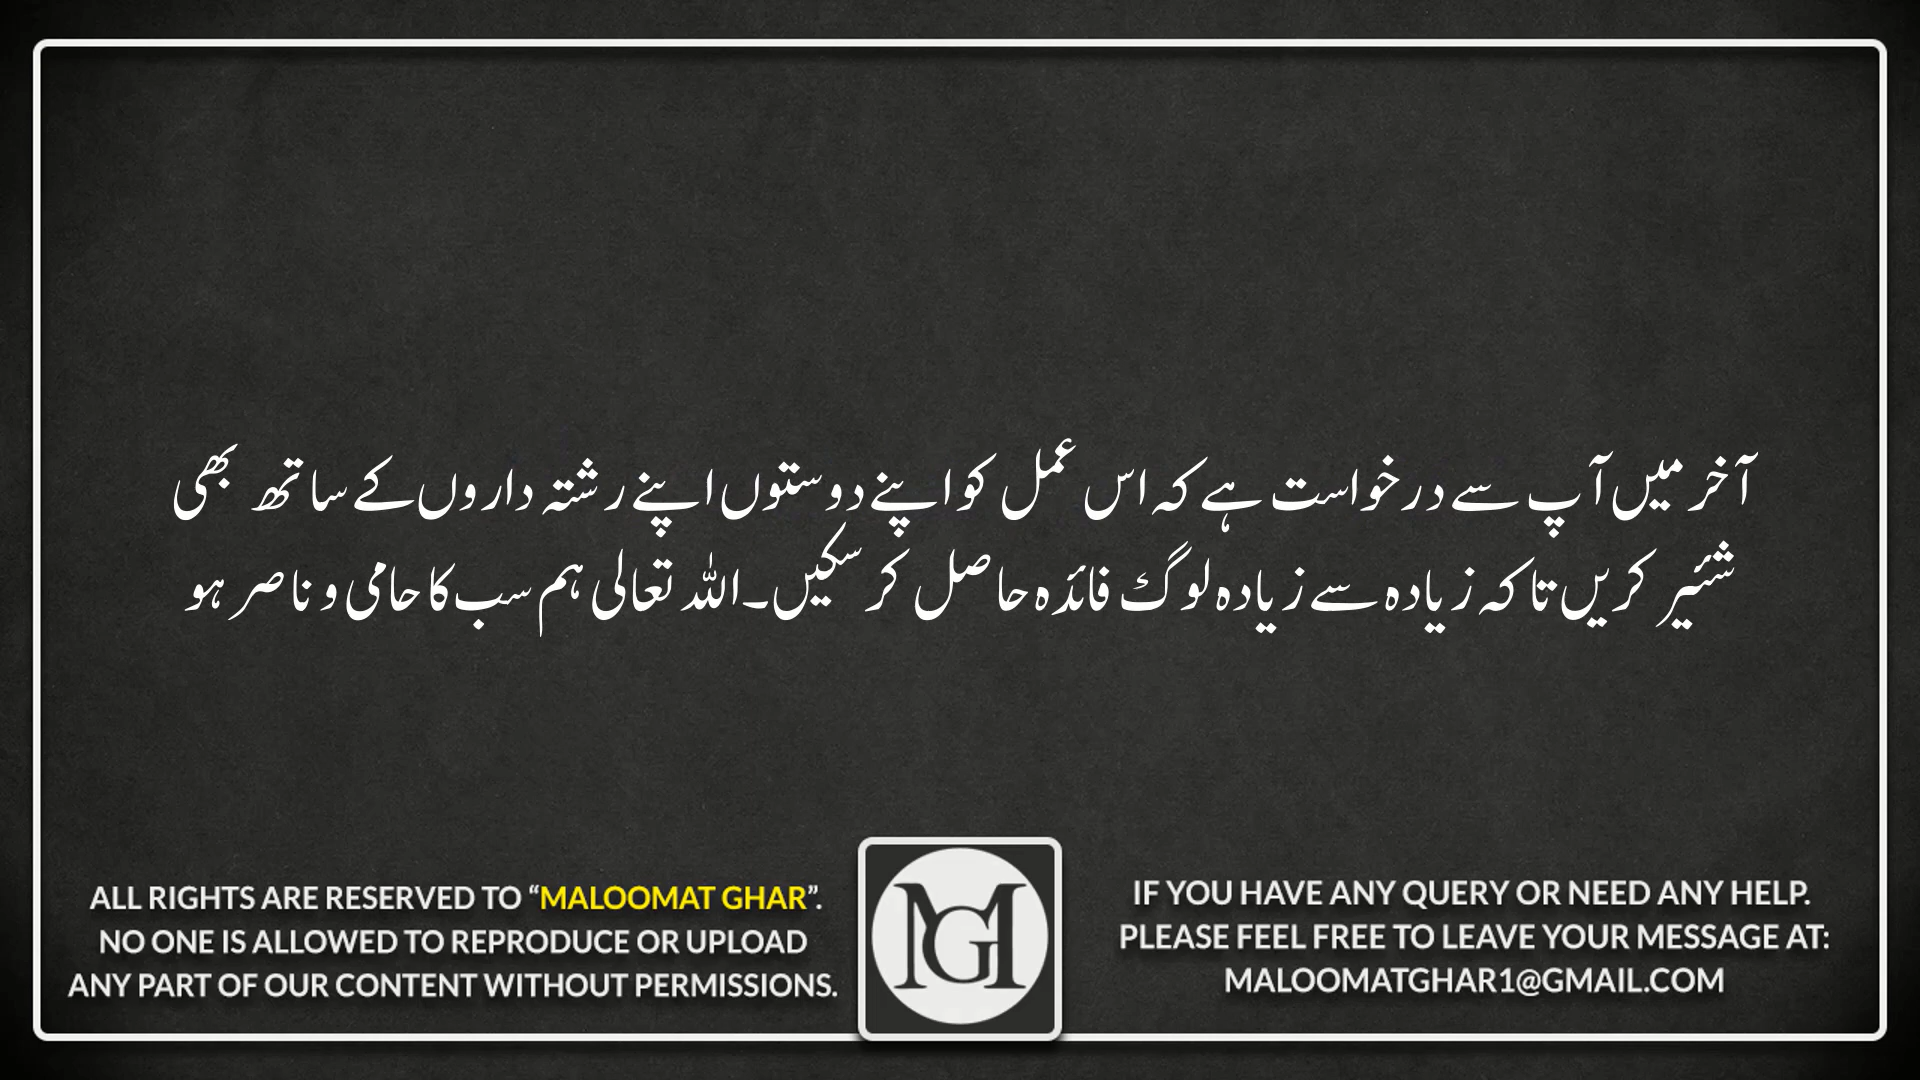 آخر میں آپ سے درخواست ہے کہ اس عمل کو اپنے دوستوں اپنے رشتہ داروں کے ساتھ بھی
شئیر کریں تاکہ زیادہ سے زیادہ لوگ فائدہ حاصل کر سکیں۔ اللہ تعالی ہم سب کا حامی و ناصر ہو
ALL RIGHTS ARE RESERVED TO “MALOOMAT GHAR”.
NO ONE IS ALLOWED TO REPRODUCE OR UPLOAD
ANY PART OF OUR CONTENT WITHOUT PERMISSIONS.
MG
IF YOU HAVE ANY QUERY OR NEED ANY HELP.
PLEASE FEEL FREE TO LEAVE YOUR MESSAGE AT:
MALOOMATGHAR1@GMAIL.COM